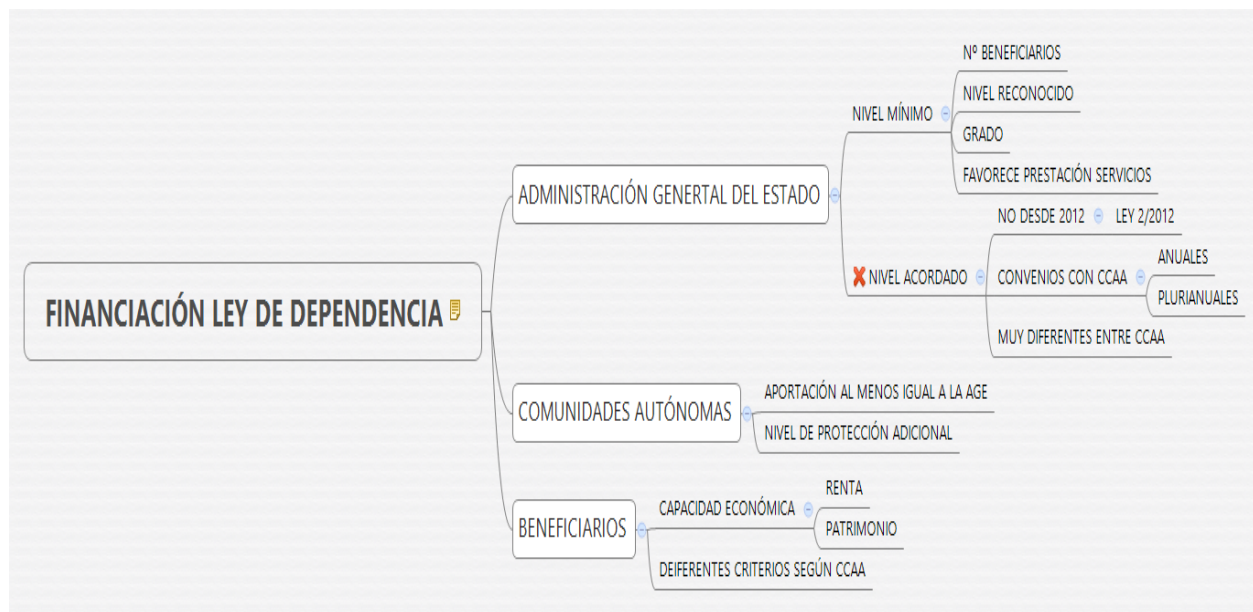 FINANCIACIÓN LEY DE DEPENDENCIA
ADMINISTRACIÓN GENERTAL DEL ESTADO
NIVEL MÍNIMO
Nº BENEFICIARIOS
NIVEL RECONOCIDO
GRADO
FAVORECE PRESTACIÓN SERVICIOS
NIVEL ACORDADO
NO DESDE 2012
LEY 2/2012
CONVENIOS CON CCAA
ANUALES
PLURIANUALES
MUY DIFERENTES ENTRE CCAA
COMUNIDADES AUTÓNOMAS
APORTACIÓN AL MENOS IGUAL A LA AGE
NIVEL DE PROTECCIÓN ADICIONAL
BENEFICIARIOS
CAPACIDAD ECONÓMICA
RENTA
PATRIMONIO
DEIFERENTES CRITERIOS SEGÚN CCAA